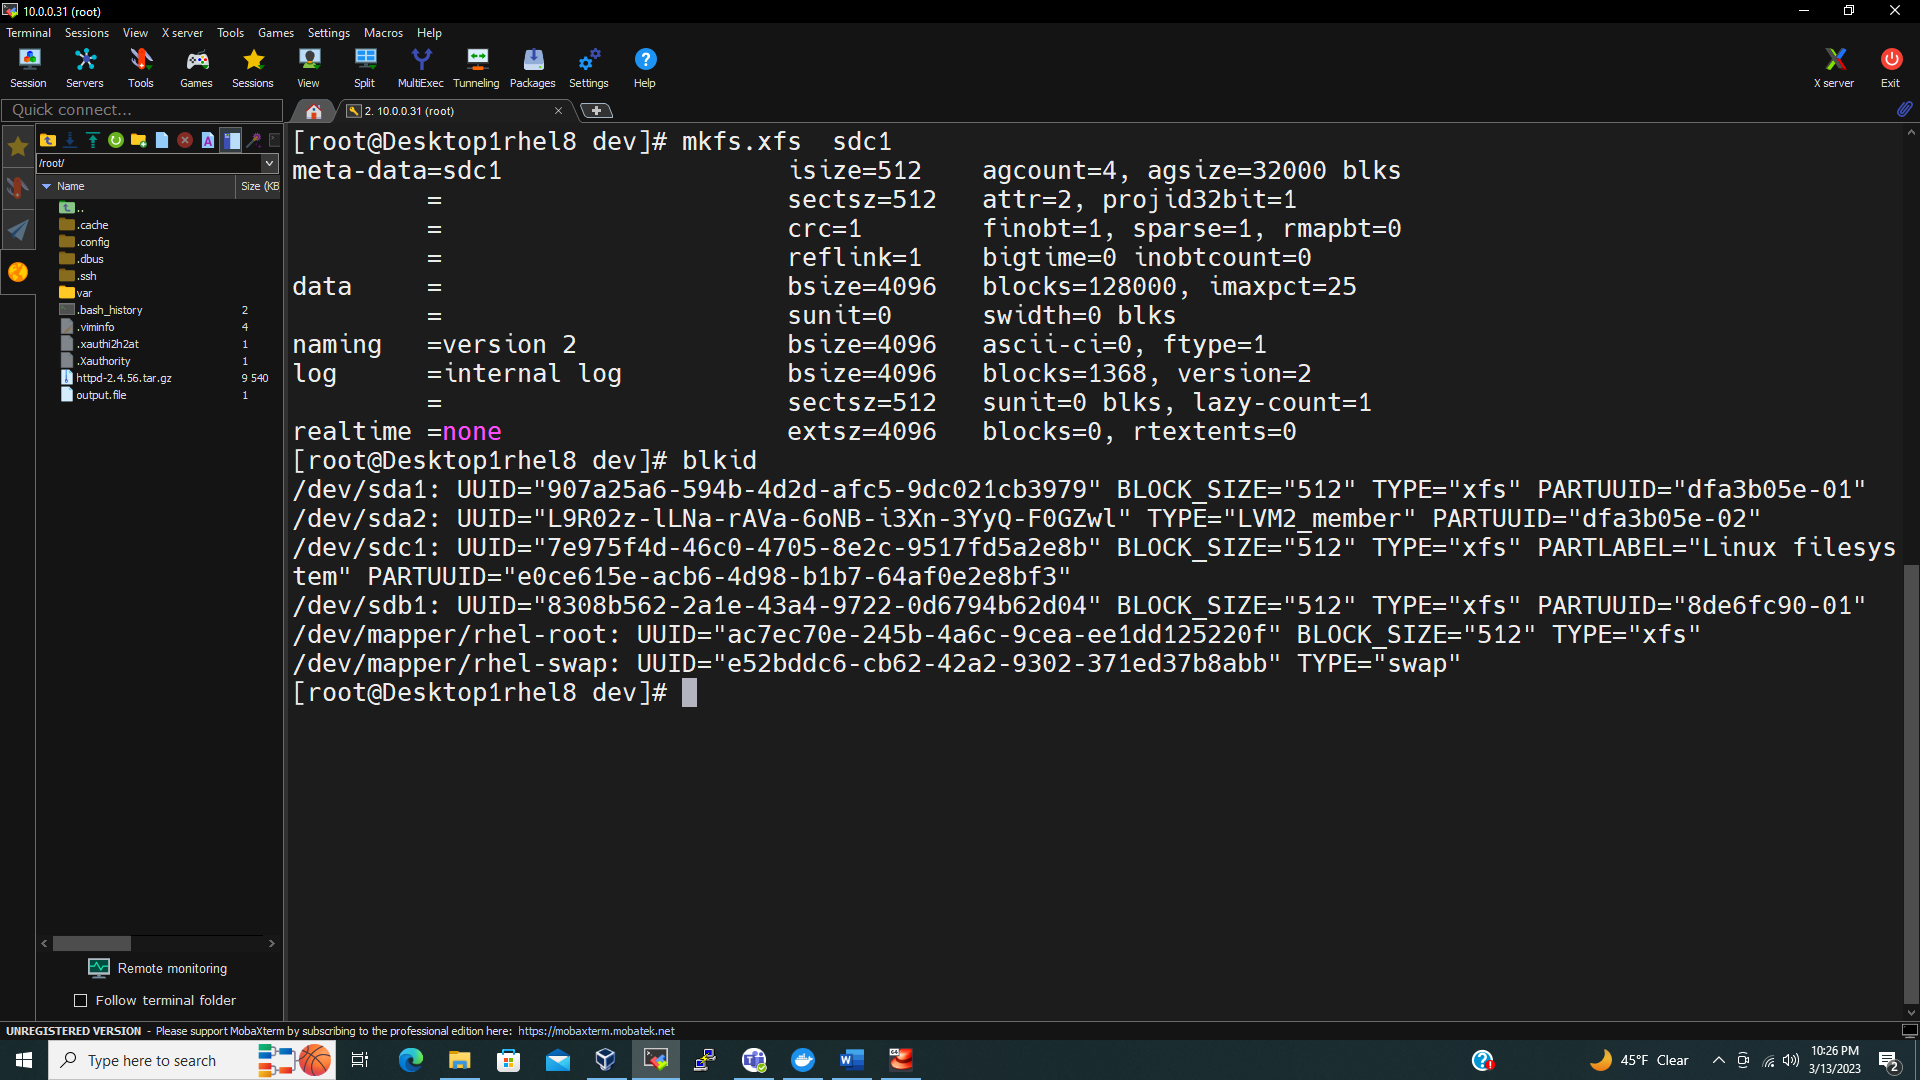 10.0.0.31 (root)
Terminal Sessions View X server Tools Games Settings Macros Help
Session Servers Tools Games Sessions View Split MultiExec Tunneling Packages Settings Help X server Exit
Quick connect...
2. 10.0.0.31 (root)
/root/
Name Size (KB
..
.cache
.config
.dbus
.ssh
var
.bash_history 2
.viminfo 4
.xauthi2h2at 1
.Xauthority 1
httpd-2.4.56.tar.gz 9 540
output.file 1
Remote monitoring
Follow terminal folder
[root@Desktop1rhel8 dev]# mkfs.xfs  sdc1
meta-data=sdc1                   isize=512    agcount=4, agsize=32000 blks
         =                       sectsz=512   attr=2, projid32bit=1
         =                       crc=1        finobt=1, sparse=1, rmapbt=0
         =                       reflink=1    bigtime=0 inobtcount=0
data     =                       bsize=4096   blocks=128000, imaxpct=25
         =                       sunit=0      swidth=0 blks
naming   =version 2              bsize=4096   ascii-ci=0, ftype=1
log      =internal log           bsize=4096   blocks=1368, version=2
         =                       sectsz=512   sunit=0 blks, lazy-count=1
realtime =none                   extsz=4096   blocks=0, rtextents=0
[root@Desktop1rhel8 dev]# blkid
/dev/sda1: UUID="907a25a6-594b-4d2d-afc5-9dc021cb3979" BLOCK_SIZE="512" TYPE="xfs" PARTUUID="dfa3b05e-01"
/dev/sda2: UUID="L9R02z-lLNa-rAVa-6oNB-i3Xn-3YyQ-F0GZwl" TYPE="LVM2_member" PARTUUID="dfa3b05e-02"
/dev/sdc1: UUID="7e975f4d-46c0-4705-8e2c-9517fd5a2e8b" BLOCK_SIZE="512" TYPE="xfs" PARTLABEL="Linux filesys
tem" PARTUUID="e0ce615e-acb6-4d98-b1b7-64af0e2e8bf3"
/dev/sdb1: UUID="8308b562-2a1e-43a4-9722-0d6794b62d04" BLOCK_SIZE="512" TYPE="xfs" PARTUUID="8de6fc90-01"
/dev/mapper/rhel-root: UUID="ac7ec70e-245b-4a6c-9cea-ee1dd125220f" BLOCK_SIZE="512" TYPE="xfs"
/dev/mapper/rhel-swap: UUID="e52bddc6-cb62-42a2-9302-371ed37b8abb" TYPE="swap"
[root@Desktop1rhel8 dev]#
UNREGISTERED VERSION - Please support MobaXterm by subscribing to the professional edition here: https://mobaxterm.mobatek.net
Type here to search
45°F Clear
10:26 PM
3/13/2023
2